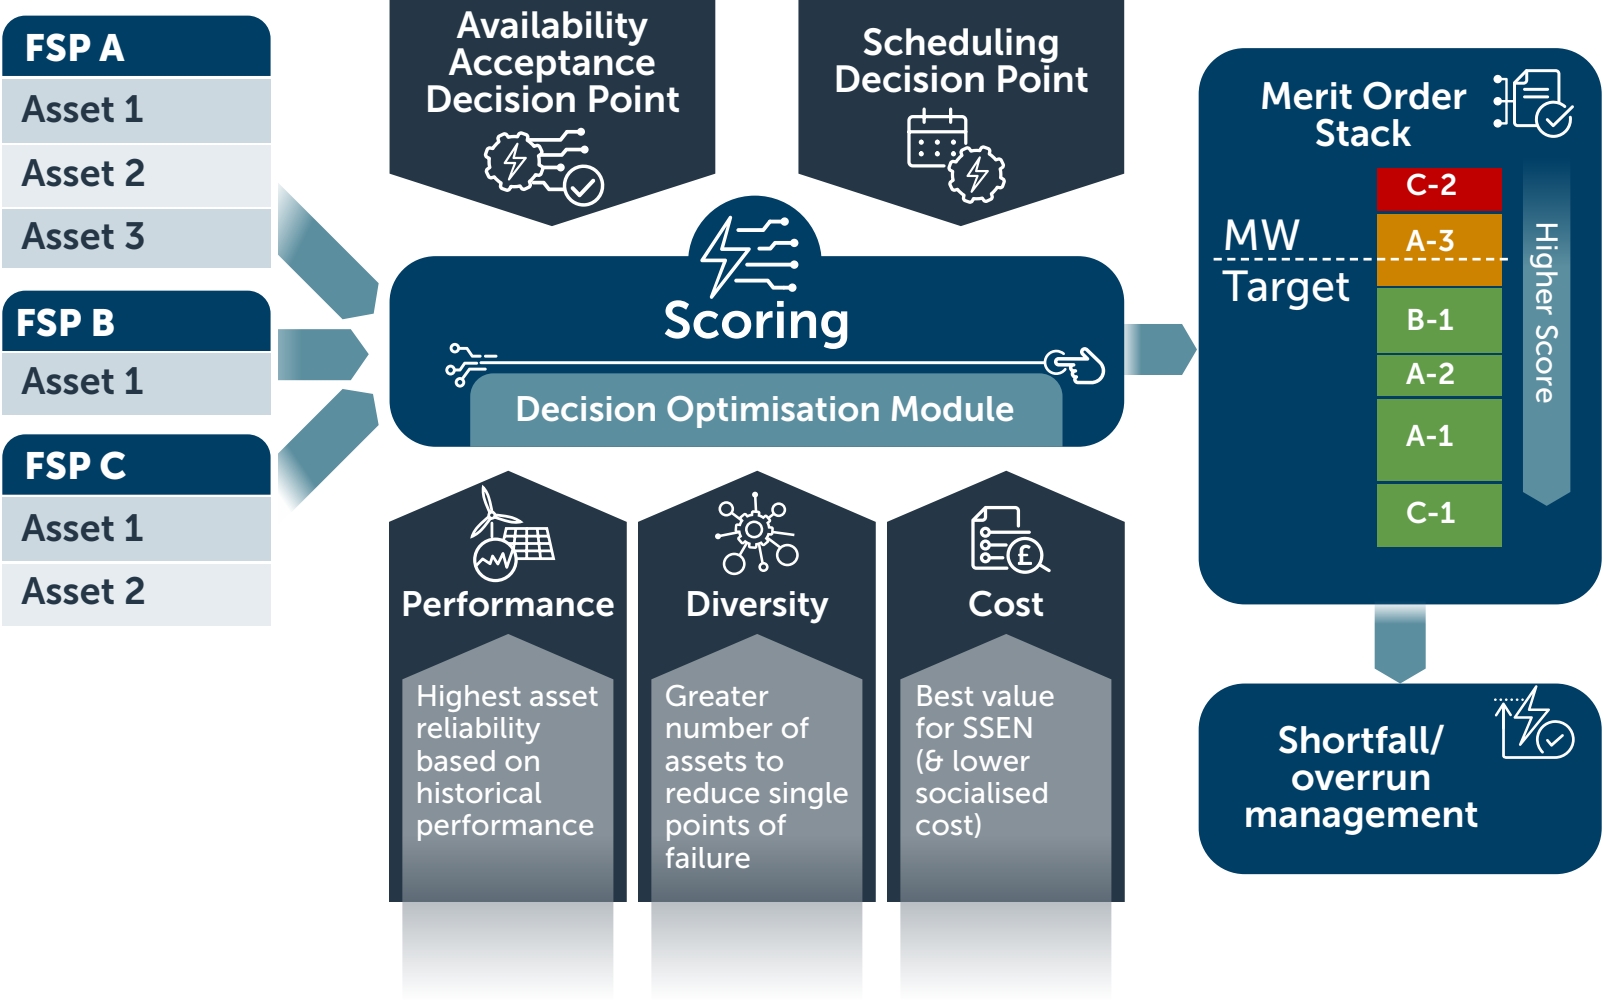 FSP A
Asset 1
Asset 2
Asset 3
FSP B
Asset 1
FSP C
Asset 1
Asset 2
Availability
Acceptance
Decision Point
Scheduling
Decision Point
Scoring
Decision Optimisation Module
Performance
Highest asset
reliability
based on
historical
performance
Diversity
Greater
number of
assets to
reduce single
points of
failure
Cost
£
Best value
for SSEN
(& lower
socialised
cost)
Merit Order
Stack
MW
Target
C-2
A-3
B-1
A-2
A-1
C-1
Higher Score
Shortfall/
overrun
management